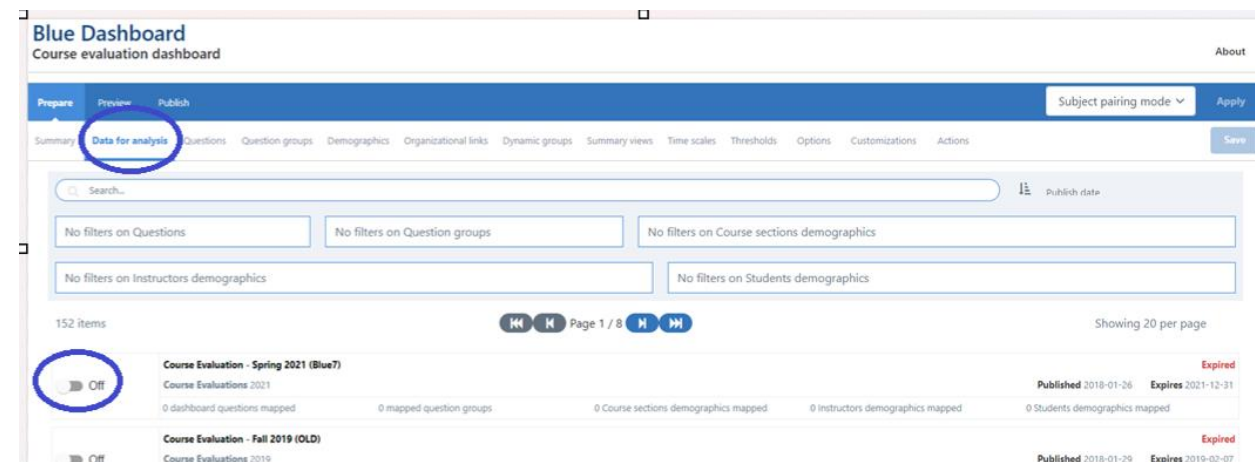 Blue Dashboard
Course evaluation dashboard
About
Prepare Preview Publish Subject pairing mode Apply
Summary Data for analysis Questions Question groups Demographics Organizational links Dynamic groups Summary views Time scales Thresholds Options Customizations Actions Save
Search... Publish date
No filters on Questions No filters on Question groups No filters on Course sections demographics
No filters on Instructors demographics No filters on Students demographics
152 items Page 1 / 8 Showing 20 per page
Course Evaluation - Spring 2021 (Blue7) Expired
Off Course Evaluations 2021 Published 2018-01-26 Expires 2021-12-31
0 dashboard questions mapped 0 mapped question groups 0 Course sections demographics mapped 0 Instructors demographics mapped 0 Students demographics mapped
Course Evaluation - Fall 2019 (OLD) Expired
Off Course Evaluations 2019 Published 2018-01-29 Expires 2019-02-07